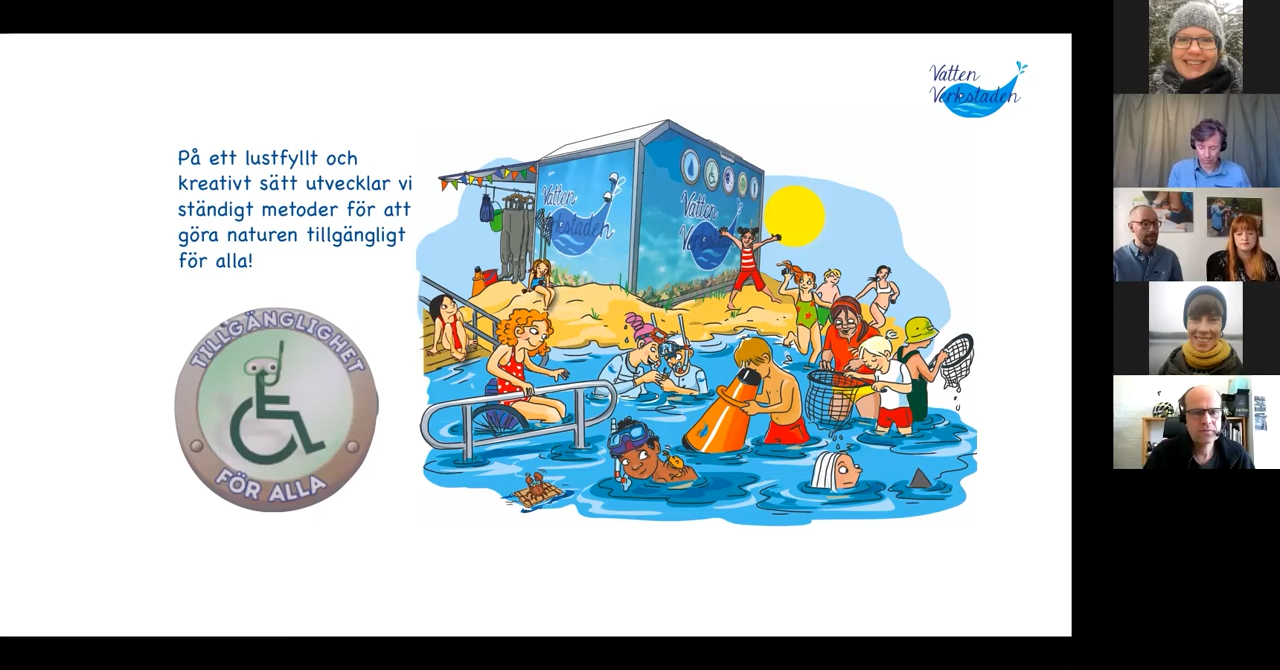 Vatten
Verkstaden
På ett lustfyllt och
kreativt sätt utvecklar vi
ständigt metoder för att
göra naturen tillgängligt
för alla!
Vatten
Verkstaden
Vatten
Verkstaden
TILLGÄNGLIGHET
FÖR ALLA